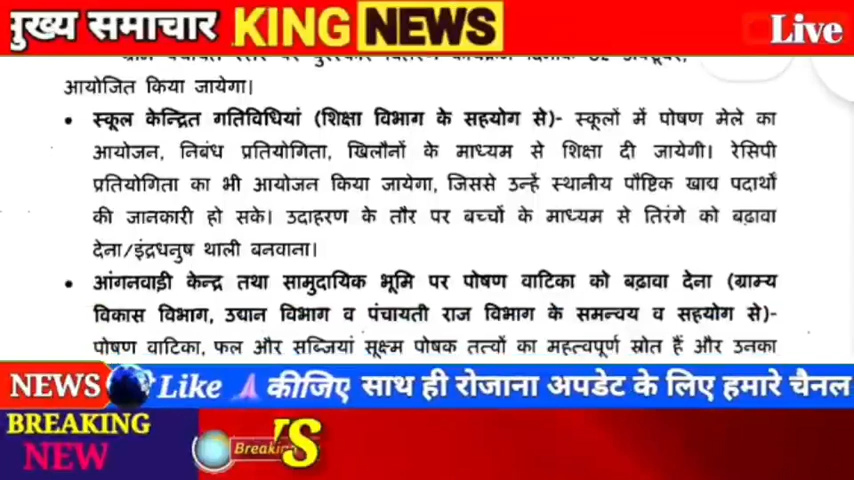 मुख्य समाचार KING NEWS Live
आयोजित किया जायेगा।
• स्कूल केन्द्रित गतिविधियां (शिक्षा विभाग के सहयोग से)- स्कूलों में पोषण मेले का
आयोजन, निबंध प्रतियोगिता, खिलौनों के माध्यम से शिक्षा दी जायेगी। रेसिपी
प्रतियोगिता का भी आयोजन किया जायेगा, जिससे उन्हें स्थानीय पौष्टिक खाद्य पदार्थों
की जानकारी हो सके। उदाहरण के तौर पर बच्चों के माध्यम से तिरंगे को बढ़ावा
देना/इंद्रधनुष थाली बनवाना।
• आंगनवाड़ी केन्द्र तथा सामुदायिक भूमि पर पोषण वाटिका को बढ़ावा देना (ग्राम्य
विकास विभाग, उद्यान विभाग व पंचायती राज विभाग के समन्वय व सहयोग से)-
पोषण वाटिका, फल और सब्जियां सूक्ष्म पोषक तत्वों का महत्वपूर्ण स्रोत हैं और उनका
NEWS Like कीजिए साथ ही रोजाना अपडेट के लिए हमारे चैनल
BREAKING
NEW
Breaking